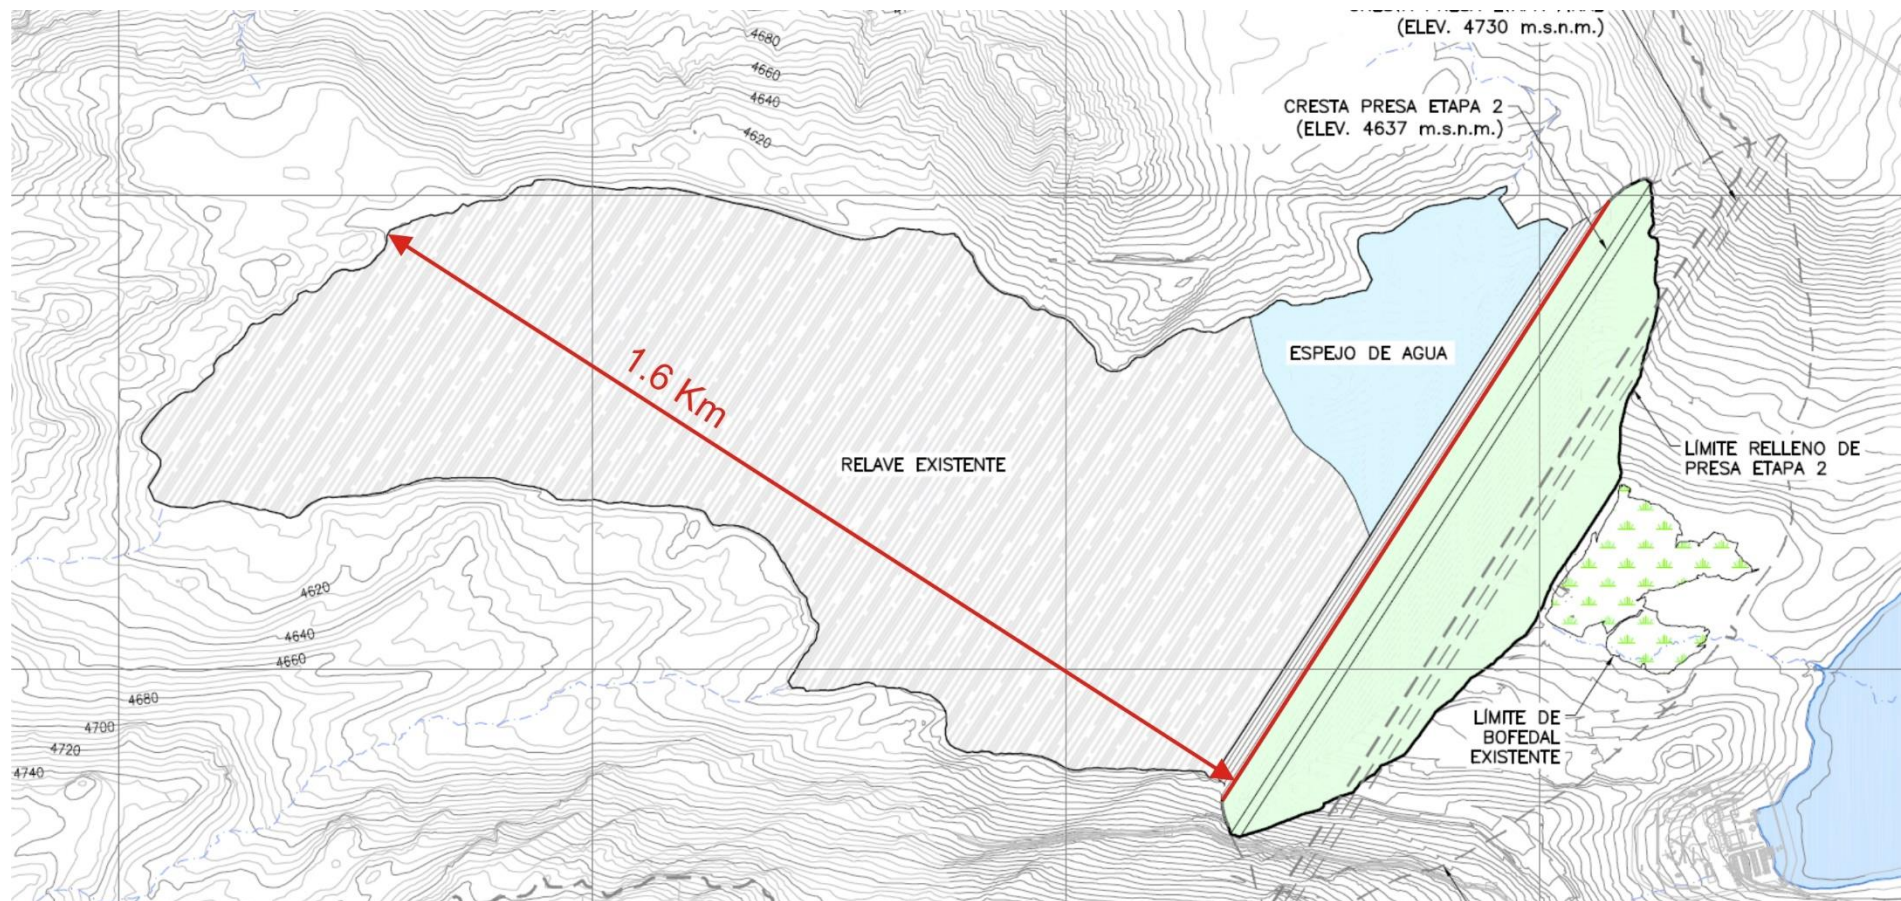 (ELEV. 4730 m.s.n.m.)
4680
4660
4640
4620
CRESTA PRESA ETAPA 2
(ELEV. 4637 m.s.n.m.)
ESPEJO DE AGUA
1.6 Km
RELAVE EXISTENTE
LÍMITE RELLENO DE
PRESA ETAPA 2
4620
4640
4660
4680
4700
4720
4740
LÍMITE DE
BOFEDAL
EXISTENTE